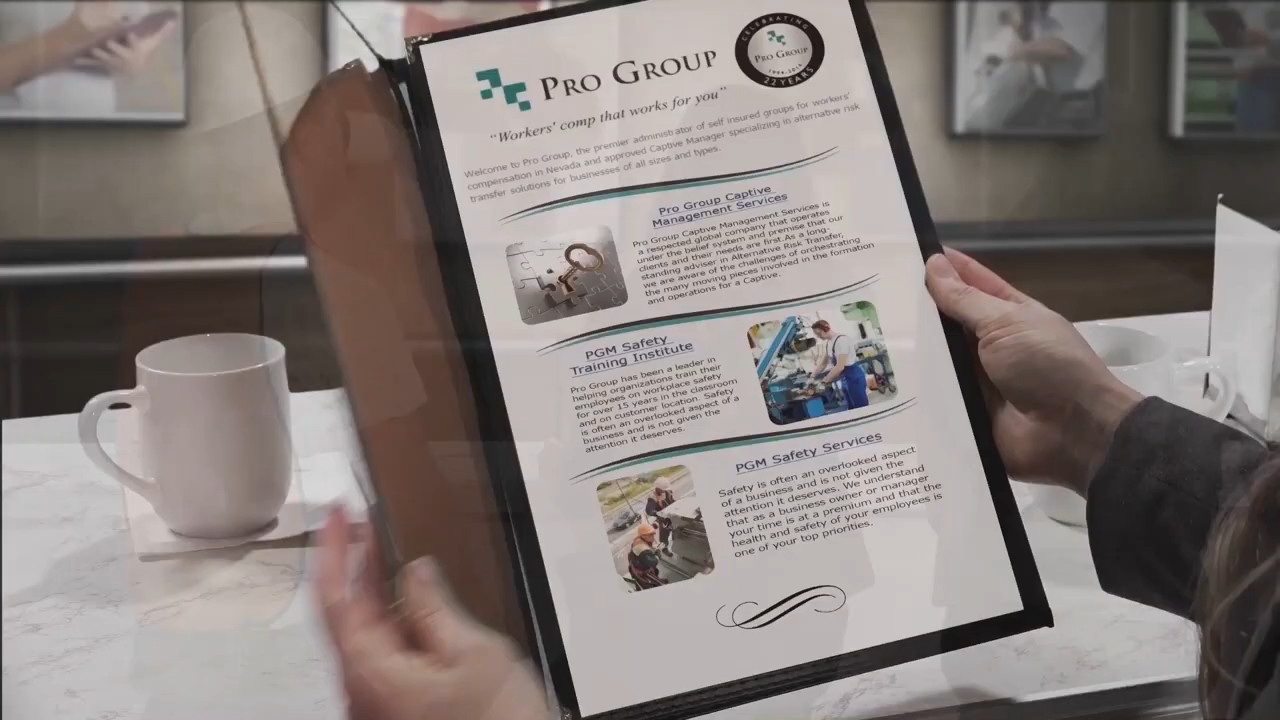 PRO GROUP
CELEBRATING
PRO GROUP
22 YEARS
"Workers' comp that works for you"
Welcome to Pro Group, the premier administrator of self insured groups for workers'
compensation in Nevada and approved Captive Manager specializing in alternative risk
transfer solutions for businesses of all sizes and types.
Pro Group Captive
Management Services
Pro Group Captive Management Services is
a respected global company that operates
under the belief system and premise that our
clients and their needs are first.As a long-
standing adviser in Alternative Risk Transfer,
we are aware of the challenges of orchestrating
the many moving pieces involved in the formation
and operations for a Captive.
PGM Safety
Training Institute
Pro Group has been a leader in
helping organizations train their
employees on workplace safety
for over 15 years in the classroom
and on customer location. Safety
is often an overlooked aspect of a
business and is not given the
attention it deserves.
PGM Safety Services
Safety is often an overlooked aspect
of a business and is not given the
attention it deserves. We understand
that as a business owner or manager
your time is at a premium and that the
health and safety of your employees is
one of your top priorities.